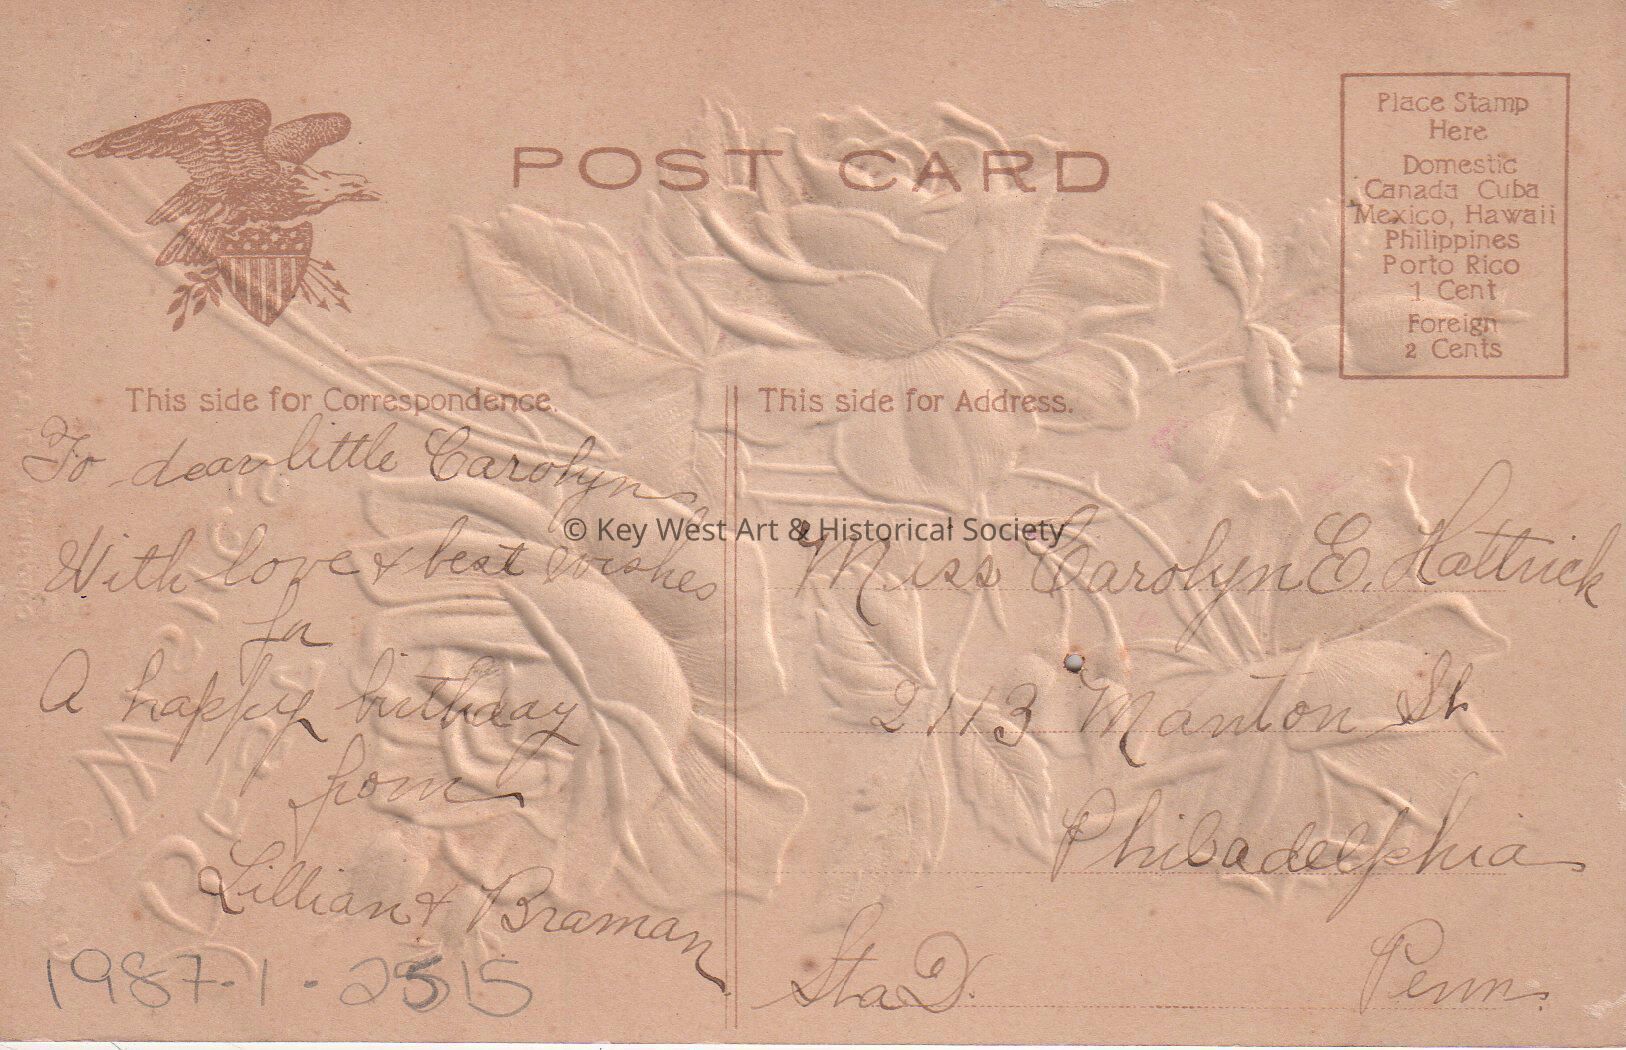 POST CARD
Place Stamp
Here
Domestic
Canada Cuba
Mexico, Hawaii
Philippines
Porto Rico
1 Cent
Foreign
2 Cents
This side for Correspondence.
To dear little Carolyn
With love & best wishes
for
A happy birthday
from
Lillian & Braman
1987-1-2515
This side for Address.
Miss Carolyn E. Hattrick
2113 Manton St
Philadelphia
Sta D. Penn.
© Key West Art & Historical Society